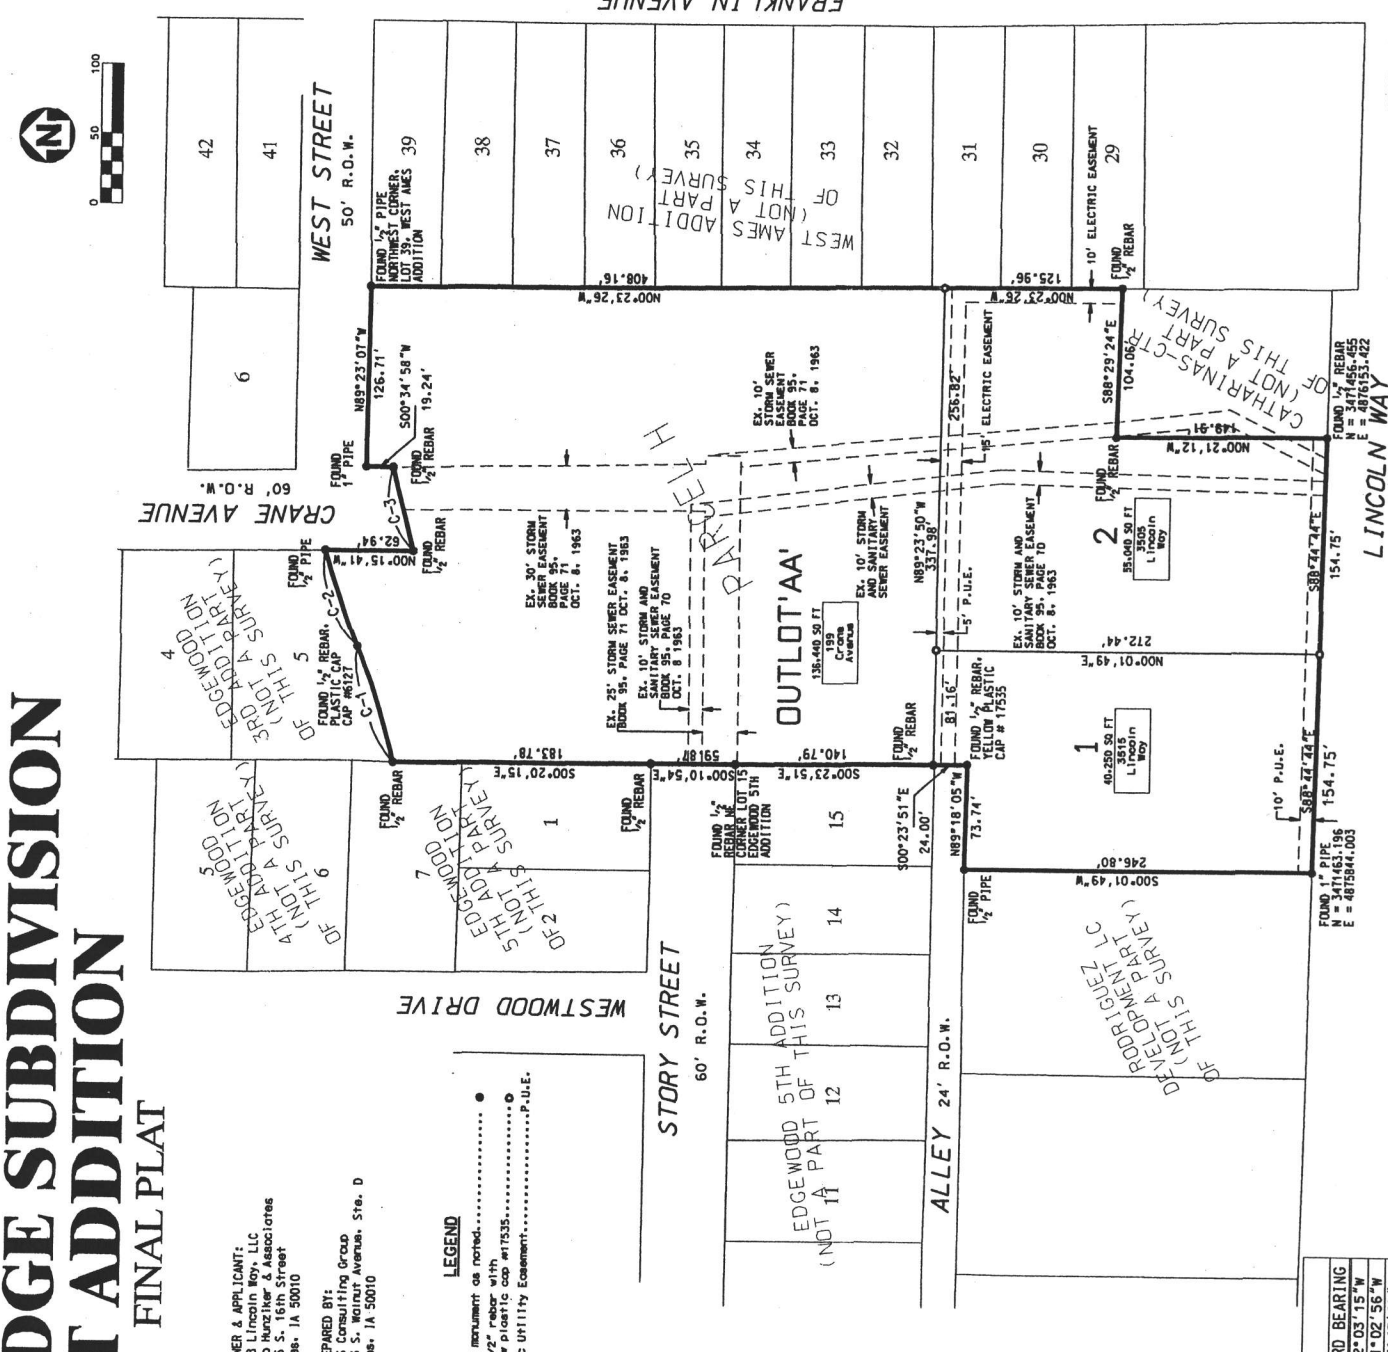 DGE SUBDIVISION
T ADDITION
FINAL PLAT
N
0 50 100
NER & APPLICANT:
Lincoln Way, LLC
Hunziker & Associates
S. 16th Street
IA 50010
PARED BY:
Consulting Group
S. Walnut Avenue, Ste. D
IA 50010
LEGEND
monument as noted
1/2" rebar with
plastic cap #17535
Utility Easement P.U.E.
FRANKLIN AVENUE
WEST STREET
50' R.O.W.
CRANE AVENUE
60' R.O.W.
WESTWOOD DRIVE
STORY STREET
60' R.O.W.
ALLEY 24' R.O.W.
LINCOLN WAY
42
41
39
38
37
36
35
34
33
32
31
30
29
6
WEST AMES ADDITION
(NOT A PART
OF THIS SURVEY)
FOUND 1/2" PIPE
NORTHWEST CORNER,
LOT 39, WEST AMES
ADDITION
N89°23'07"W
126.71'
S00°34'58"W
19.24'
FOUND
1" PIPE
FOUND
1/2" REBAR
C-3
62.94'
N00°15'41"W
FOUND
1/2" REBAR
FOUND
1/2" PIPE
C-2
FOUND 1/2" REBAR,
PLASTIC CAP
CAP #6127
C-1
4
5
EDGEWOOD
3RD ADDITION
(NOT A PART
OF THIS SURVEY)
5
6
EDGEWOOD
4TH ADDITION
(NOT A PART
OF THIS SURVEY)
7
1
2
EDGEWOOD
5TH ADDITION
(NOT A PART
OF THIS SURVEY)
FOUND
1/2" REBAR
183.78'
S00°20'15"E
FOUND
1/2" REBAR
59.87'
S00°10'54"E
FOUND 1/2"
REBAR NE
CORNER LOT 15
EDGEWOOD 5TH
ADDITION
140.79'
S00°23'51"E
FOUND
1/2" REBAR
S00°23'51"E
24.00'
FOUND 1/2" REBAR,
YELLOW PLASTIC
CAP # 17535
N89°18'05"W
73.74'
FOUND
1/2" PIPE
246.80'
S00°01'49"W
FOUND 1" PIPE
N = 3471463.196
E = 4875844.003
408.16'
N00°23'26"W
125.96'
N00°23'26"W
10' ELECTRIC EASEMENT
FOUND
1/2" REBAR
S88°29'24"E
104.06'
FOUND
1/2" REBAR
149.91'
N00°21'12"W
CATHARINAS-CTR
(NOT A PART
OF THIS SURVEY)
FOUND 1/2" REBAR
N = 3471456.455
E = 4876153.422
EX. 30' STORM
SEWER EASEMENT
BOOK 95,
PAGE 71
OCT. 8, 1963
EX. 10'
STORM SEWER
EASEMENT
BOOK 95,
PAGE 71
OCT. 8, 1963
EX. 25' STORM SEWER EASEMENT
BOOK 95, PAGE 71 OCT. 8, 1963
EX. 10' STORM AND
SANITARY SEWER EASEMENT
BOOK 95, PAGE 70
OCT. 8 1963
PARCEL H
OUTLOT'AA'
136,440 SQ FT
199
Crane
Avenue
EX. 10' STORM
AND SANITARY
SEWER EASEMENT
N89°23'50"W
337.98'
256.82'
15' ELECTRIC EASEMENT
5' P.U.E.
81.16'
EX. 10' STORM AND
SANITARY SEWER EASEMENT
BOOK 95, PAGE 70
OCT. 8, 1963
272.44'
N00°01'49"E
2
55,040 SQ FT
3505
Lincoln
Way
1
40,250 SQ FT
3515
Lincoln
Way
10' P.U.E.
S88°44'44"E
154.75'
S88°44'44"E
154.75'
15
14
13
12
11
EDGEWOOD 5TH ADDITION
(NOT A PART OF THIS SURVEY)
RODRIGUEZ LC
DEVELOPMENT LC
(NOT A PART
OF THIS SURVEY)
RD BEARING
°03'15"W
°02'56"W